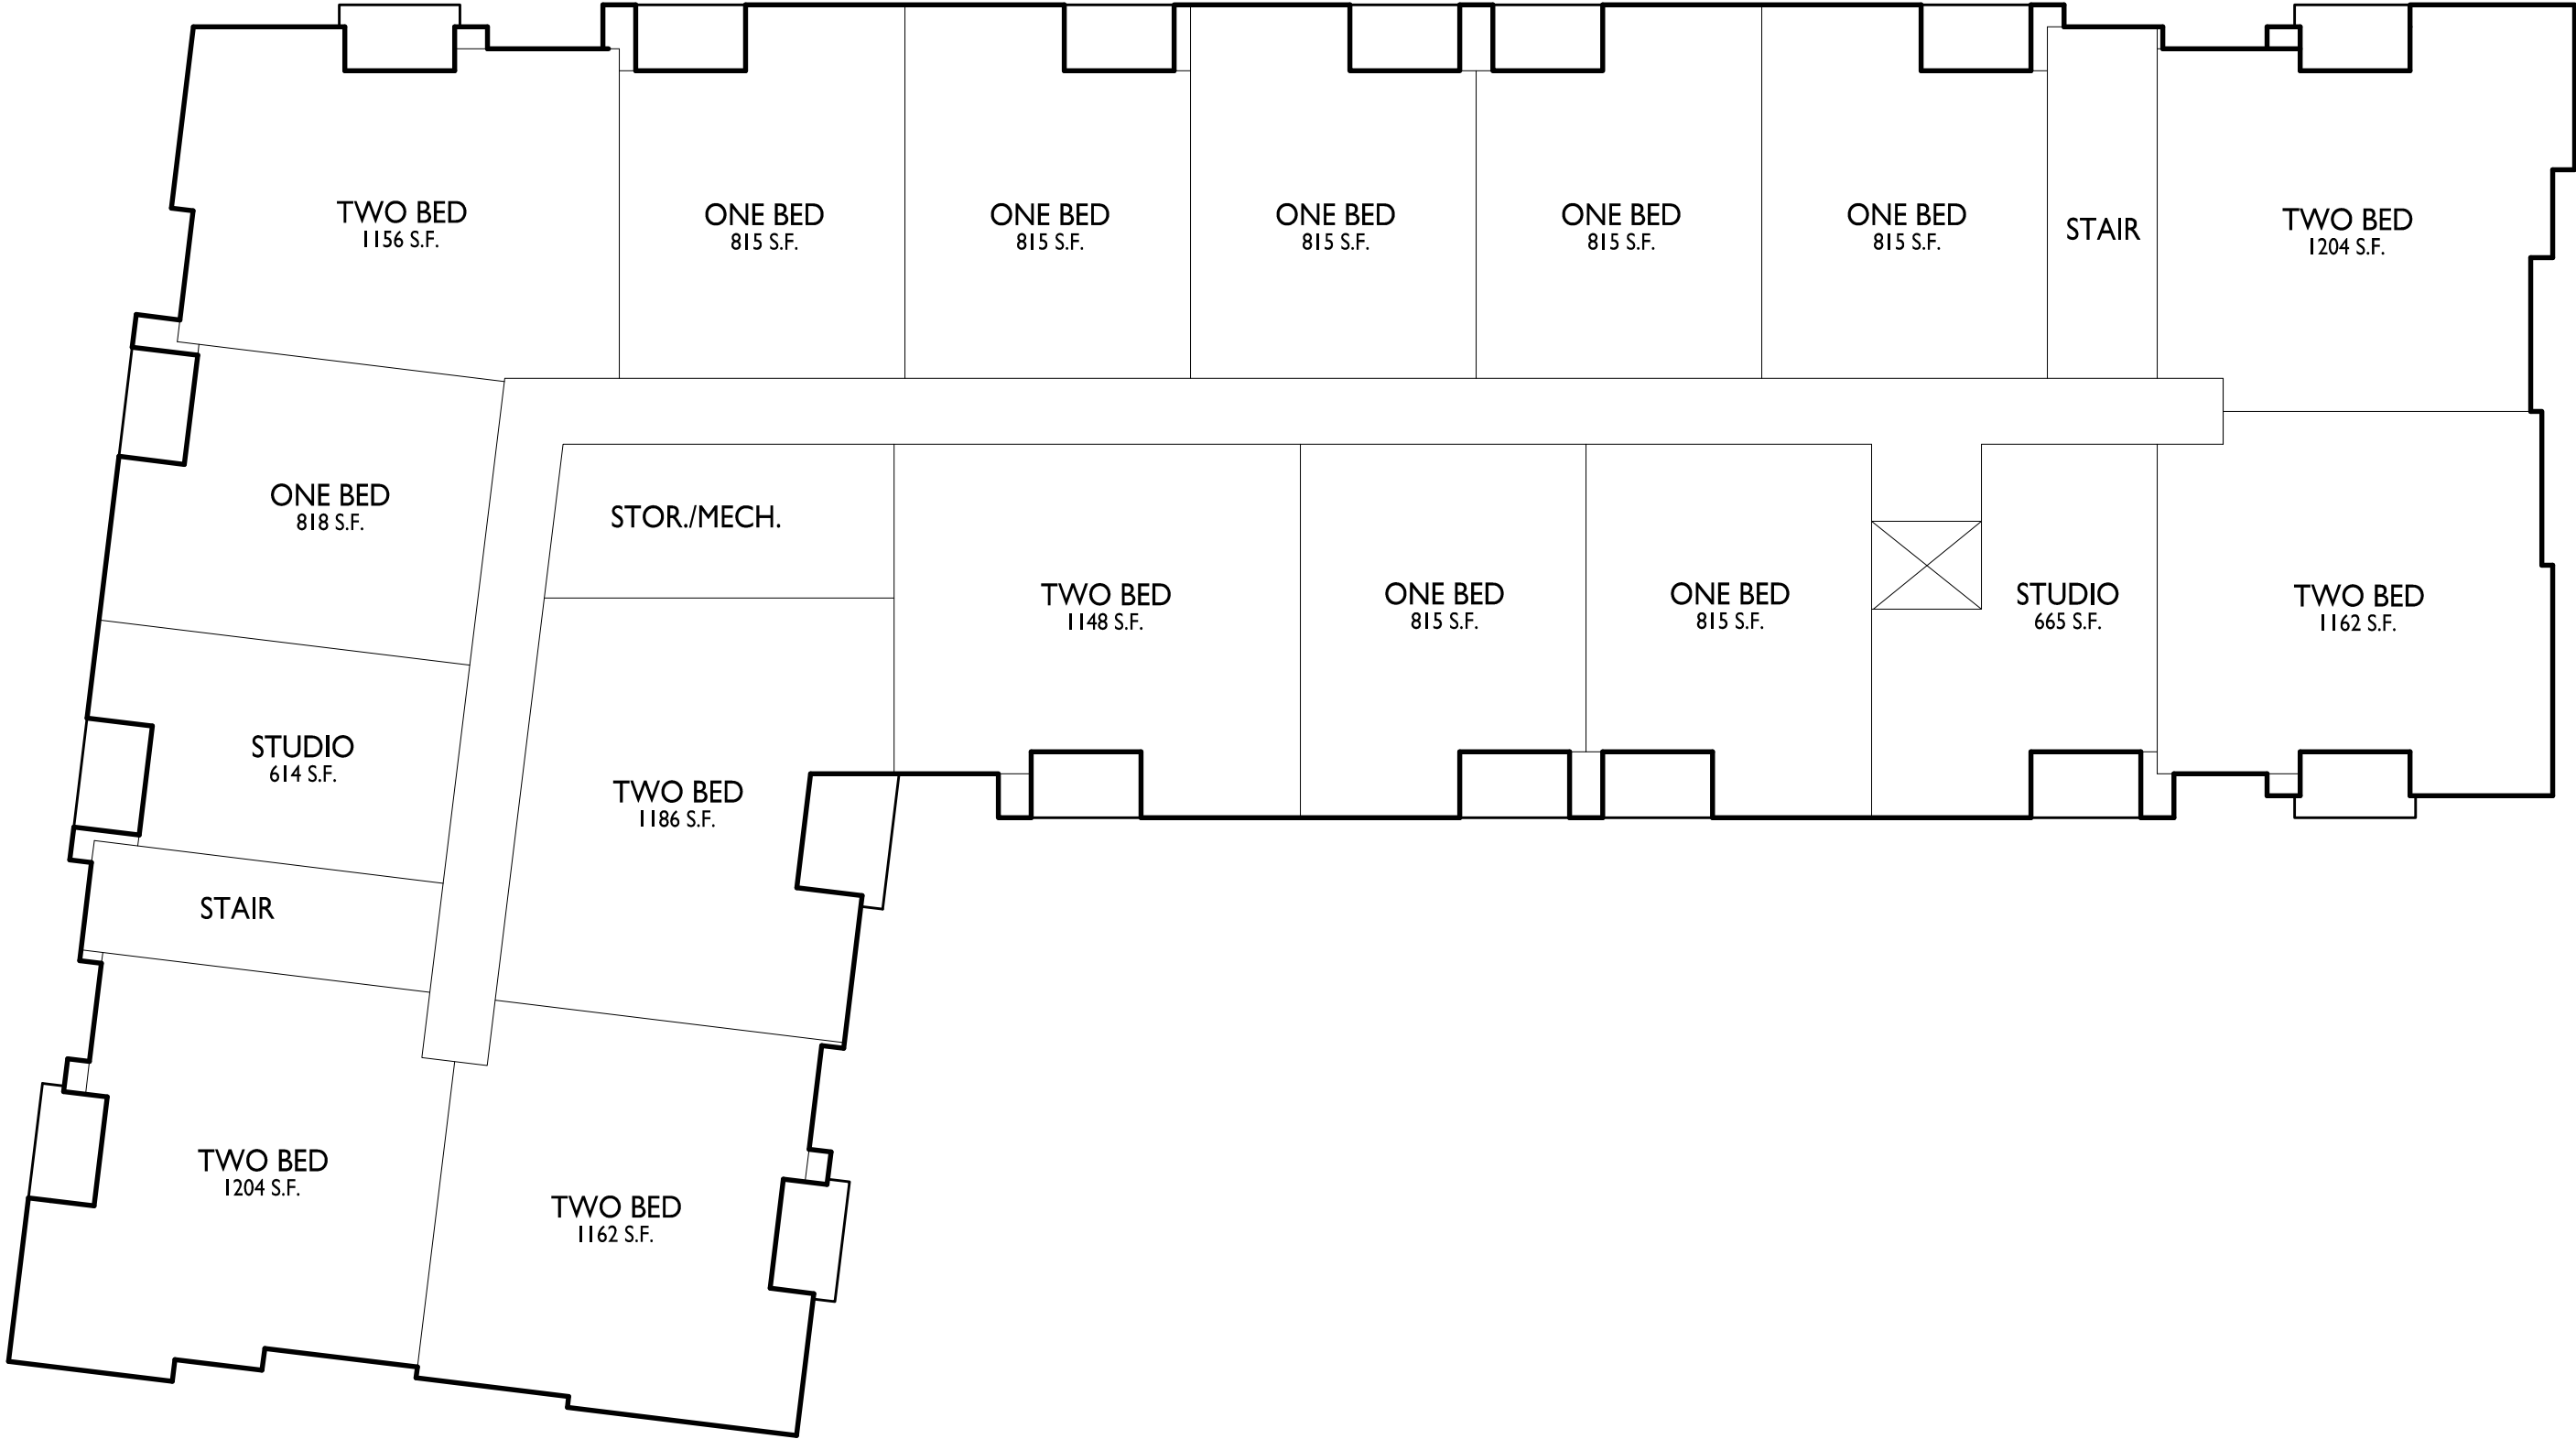 TWO BED
1156 S.F.
ONE BED
815 S.F.
ONE BED
815 S.F.
ONE BED
815 S.F.
ONE BED
815 S.F.
ONE BED
815 S.F.
STAIR
TWO BED
1204 S.F.
ONE BED
818 S.F.
STOR./MECH.
TWO BED
1148 S.F.
ONE BED
815 S.F.
ONE BED
815 S.F.
STUDIO
665 S.F.
TWO BED
1162 S.F.
STUDIO
614 S.F.
TWO BED
1186 S.F.
STAIR
TWO BED
1204 S.F.
TWO BED
1162 S.F.